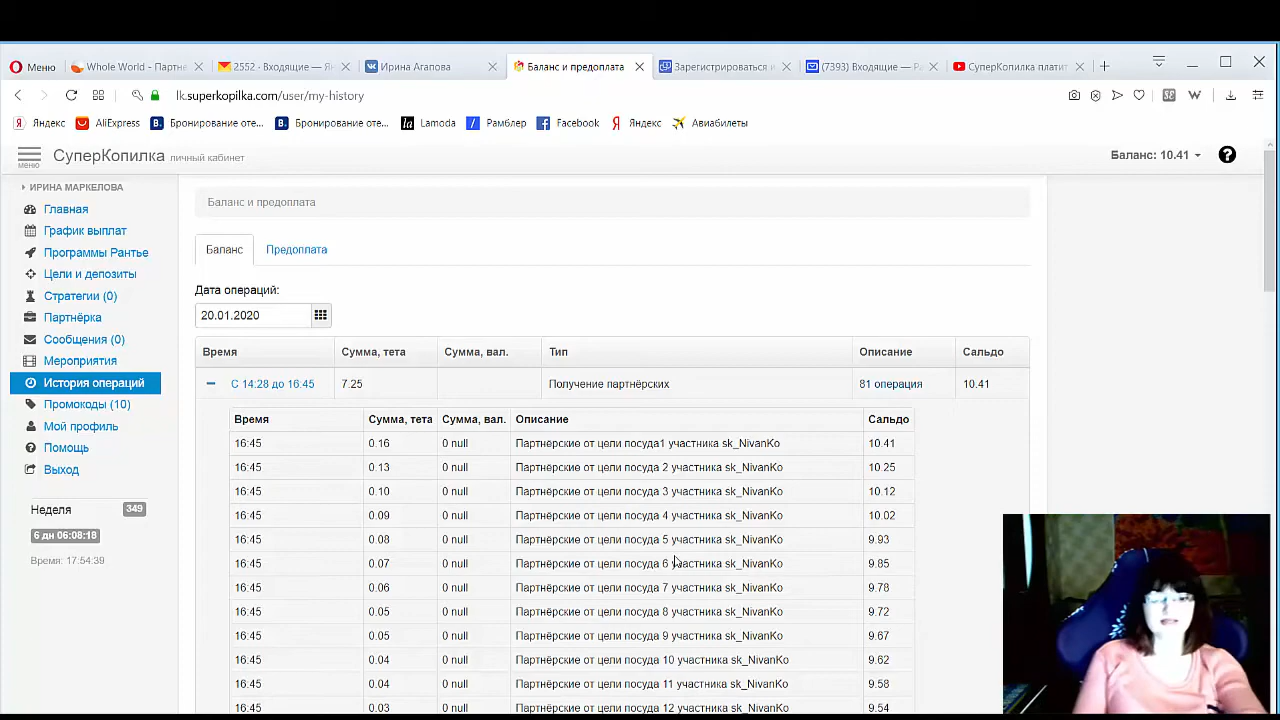 Меню
Whole World - Партне
2552 · Входящие — Ян
Ирина Агапова
Баланс и предоплата
Зарегистрироваться и
(7393) Входящие — Ра
СуперКопилка платит
lk.superkopilka.com/user/my-history
Яндекс
AliExpress
Бронирование оте...
Бронирование оте...
Lamoda
Рамблер
Facebook
Яндекс
Авиабилеты
меню
СуперКопилка личный кабинет
Баланс: 10.41
ИРИНА МАРКЕЛОВА
Главная
График выплат
Программы Рантье
Цели и депозиты
Стратегии (0)
Партнёрка
Сообщения (0)
Мероприятия
История операций
Промокоды (10)
Мой профиль
Помощь
Выход
Неделя 349
6 дн 06:08:18
Время: 17:54:39
Баланс и предоплата
Баланс Предоплата
Дата операций:
20.01.2020
Время Сумма, тета Сумма, вал. Тип Описание Сальдо
С 14:28 до 16:45 7.25 Получение партнёрских 81 операция 10.41
Время Сумма, тета Сумма, вал. Описание Сальдо
16:45 0.16 0 null Партнёрские от цели посуда1 участника sk_NivanKo 10.41
16:45 0.13 0 null Партнёрские от цели посуда 2 участника sk_NivanKo 10.25
16:45 0.10 0 null Партнёрские от цели посуда 3 участника sk_NivanKo 10.12
16:45 0.09 0 null Партнёрские от цели посуда 4 участника sk_NivanKo 10.02
16:45 0.08 0 null Партнёрские от цели посуда 5 участника sk_NivanKo 9.93
16:45 0.07 0 null Партнёрские от цели посуда 6 участника sk_NivanKo 9.85
16:45 0.06 0 null Партнёрские от цели посуда 7 участника sk_NivanKo 9.78
16:45 0.05 0 null Партнёрские от цели посуда 8 участника sk_NivanKo 9.72
16:45 0.05 0 null Партнёрские от цели посуда 9 участника sk_NivanKo 9.67
16:45 0.04 0 null Партнёрские от цели посуда 10 участника sk_NivanKo 9.62
16:45 0.04 0 null Партнёрские от цели посуда 11 участника sk_NivanKo 9.58
16:45 0.03 0 null Партнёрские от цели посуда 12 участника sk_NivanKo 9.54